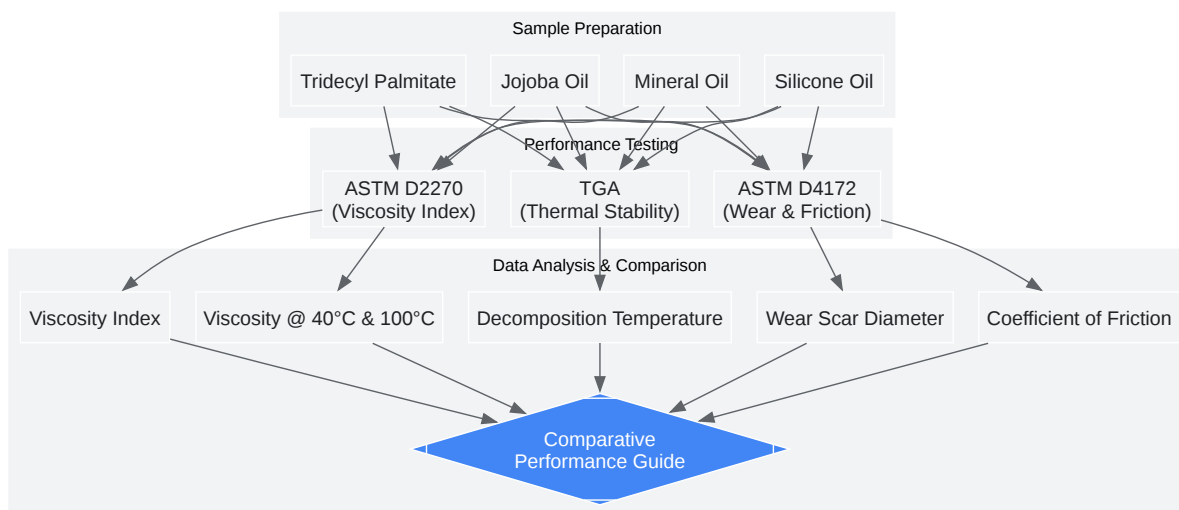 Sample Preparation
Tridecyl Palmitate
Jojoba Oil
Mineral Oil
Silicone Oil
Performance Testing
ASTM D2270
(Viscosity Index)
TGA
(Thermal Stability)
ASTM D4172
(Wear & Friction)
Data Analysis & Comparison
Viscosity Index
Viscosity @ 40°C & 100°C
Decomposition Temperature
Wear Scar Diameter
Coefficient of Friction
Comparative
Performance Guide